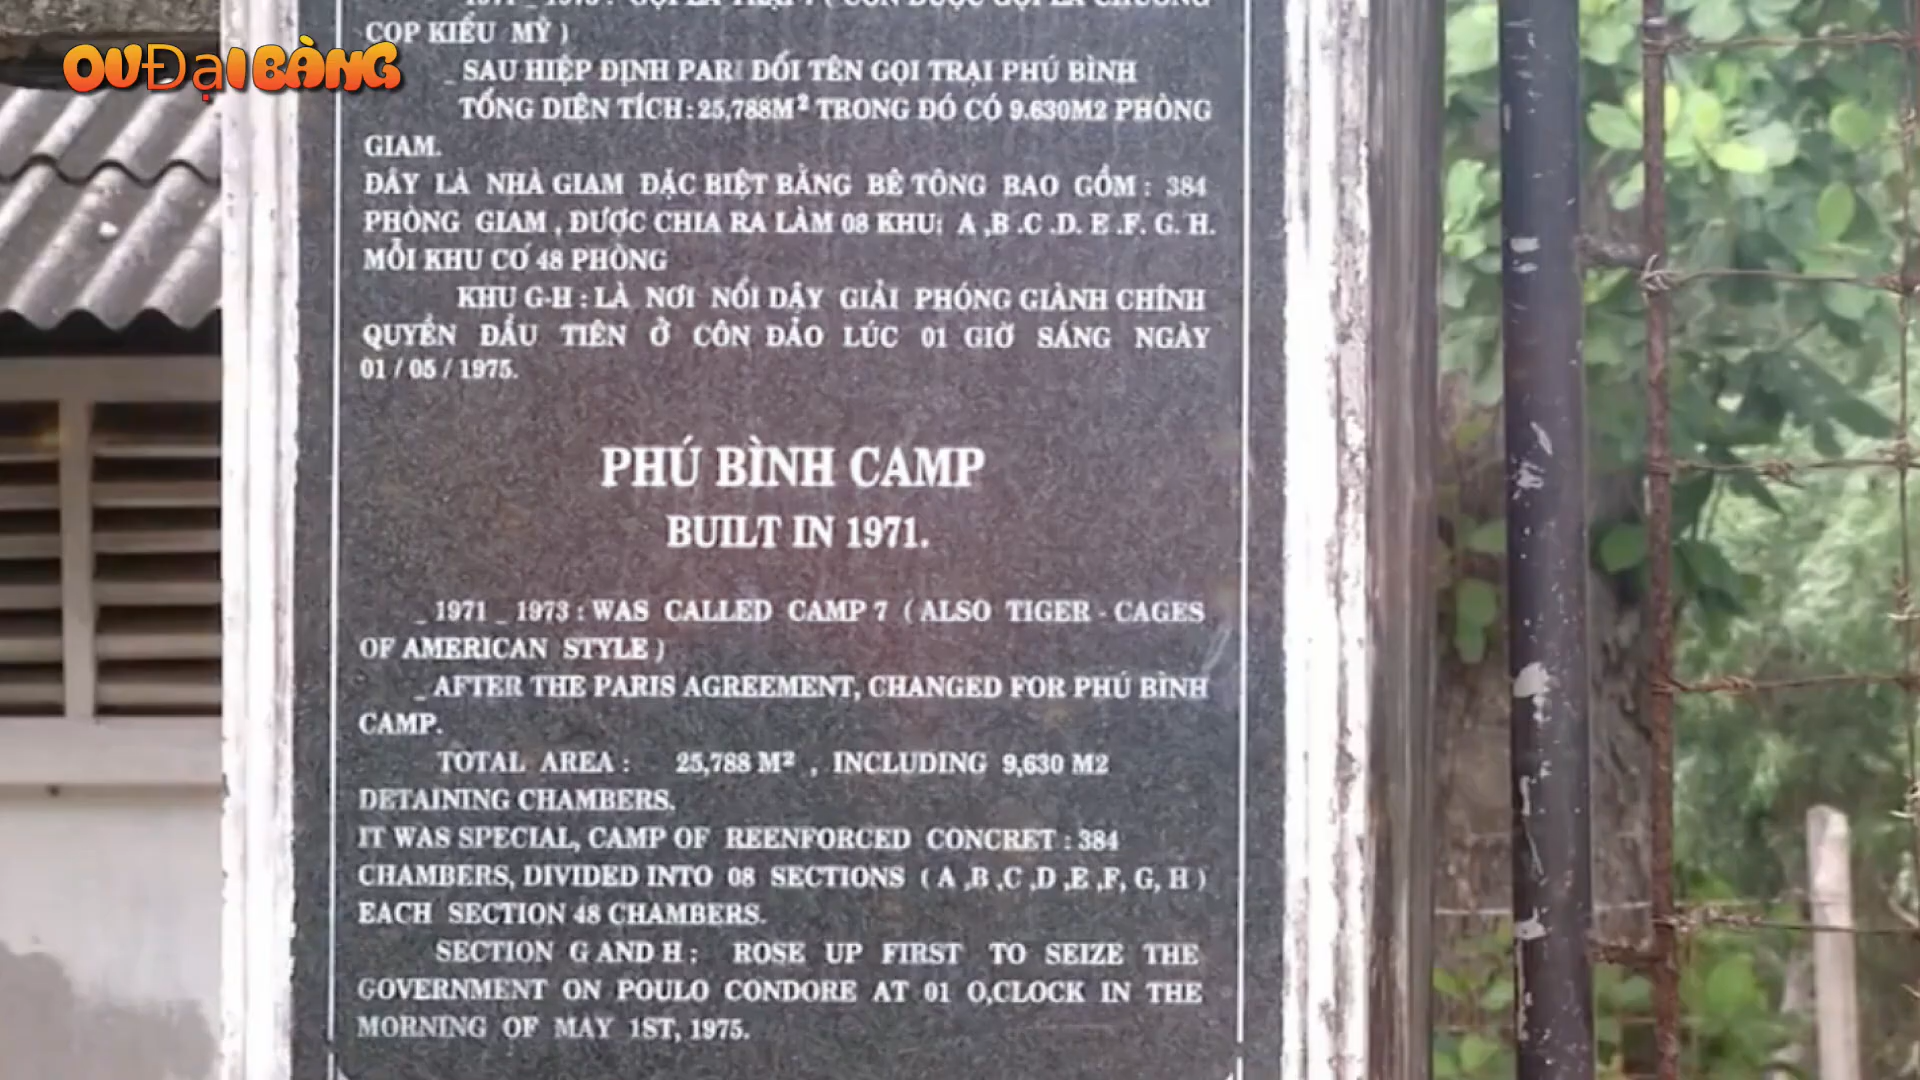 OUĐẠI BÀNG
CỌP KIỂU MỸ )
_ SAU HIỆP ĐỊNH PARI ĐỔI TÊN GỌI TRẠI PHÚ BÌNH
TỔNG DIỆN TÍCH: 25,788M² TRONG ĐÓ CÓ 9.630M2 PHÒNG
GIAM.
ĐÂY LÀ NHÀ GIAM ĐẶC BIỆT BẰNG BÊ TÔNG BAO GỒM : 384
PHÒNG GIAM , ĐƯỢC CHIA RA LÀM 08 KHU: A ,B .C .D. E .F. G. H.
MỖI KHU CÓ 48 PHÒNG
KHU G-H : LÀ NƠI NỔI DẬY GIẢI PHÓNG GIÀNH CHÍNH
QUYỀN ĐẦU TIÊN Ở CÔN ĐẢO LÚC 01 GIỜ SÁNG NGÀY
01 / 05 / 1975.
PHÚ BÌNH CAMP
BUILT IN 1971.
_ 1971 _ 1973 : WAS CALLED CAMP 7 ( ALSO TIGER - CAGES
OF AMERICAN STYLE )
_ AFTER THE PARIS AGREEMENT, CHANGED FOR PHÚ BÌNH
CAMP.
TOTAL AREA : 25,788 M² , INCLUDING 9,630 M2
DETAINING CHAMBERS.
IT WAS SPECIAL, CAMP OF REENFORCED CONCRET : 384
CHAMBERS, DIVIDED INTO 08 SECTIONS ( A ,B ,C ,D ,E ,F, G, H )
EACH SECTION 48 CHAMBERS.
SECTION G AND H : ROSE UP FIRST TO SEIZE THE
GOVERNMENT ON POULO CONDORE AT 01 O,CLOCK IN THE
MORNING OF MAY 1ST, 1975.